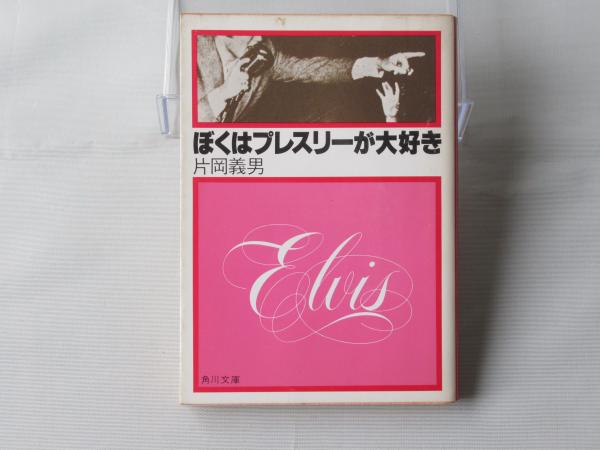 ぼくはプレスリーが大好き
片岡義男
Elvis
角川文庫